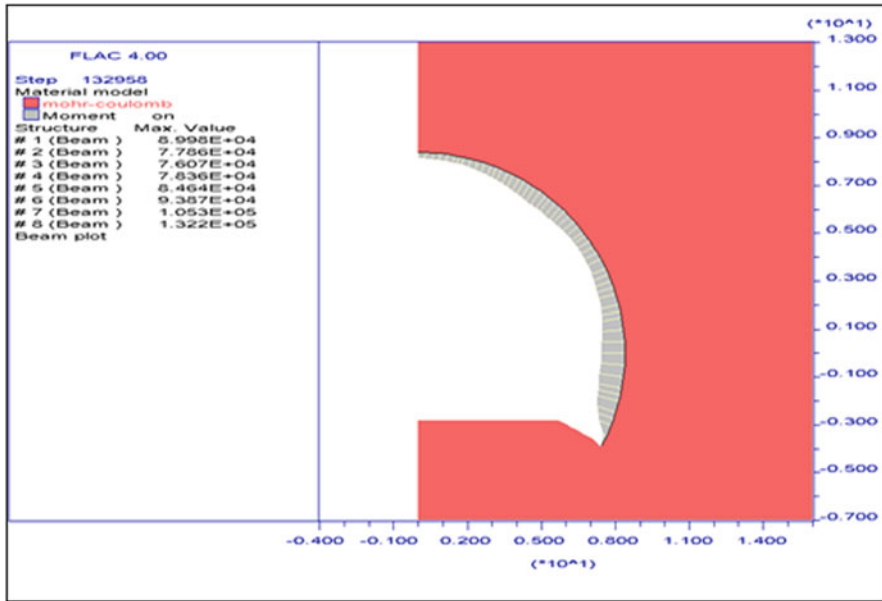 FLAC 4.00
Step 132958
Material model
mohr-coulomb
Moment on
Structure Max. Value
# 1 (Beam ) 8.998E+04
# 2 (Beam ) 7.786E+04
# 3 (Beam ) 7.607E+04
# 4 (Beam ) 7.836E+04
# 5 (Beam ) 8.464E+04
# 6 (Beam ) 9.387E+04
# 7 (Beam ) 1.053E+05
# 8 (Beam ) 1.322E+05
Beam plot
(*10^1)
1.300
1.100
0.900
0.700
0.500
0.300
0.100
-0.100
-0.300
-0.500
-0.700
-0.400 -0.100 0.200 0.500 0.800 1.100 1.400
(*10^1)